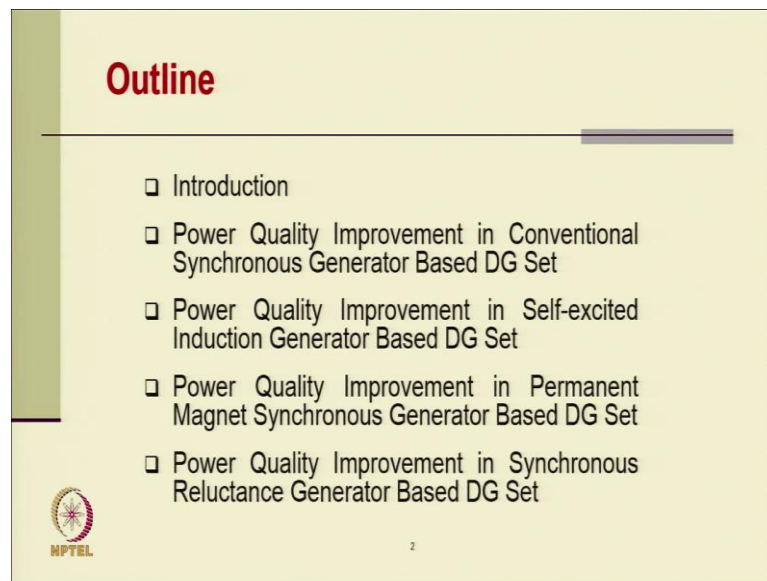 Outline
❑ Introduction
❑ Power Quality Improvement in Conventional
Synchronous Generator Based DG Set
❑ Power Quality Improvement in Self-excited
Induction Generator Based DG Set
❑ Power Quality Improvement in Permanent
Magnet Synchronous Generator Based DG Set
❑ Power Quality Improvement in Synchronous
Reluctance Generator Based DG Set
NPTEL
2